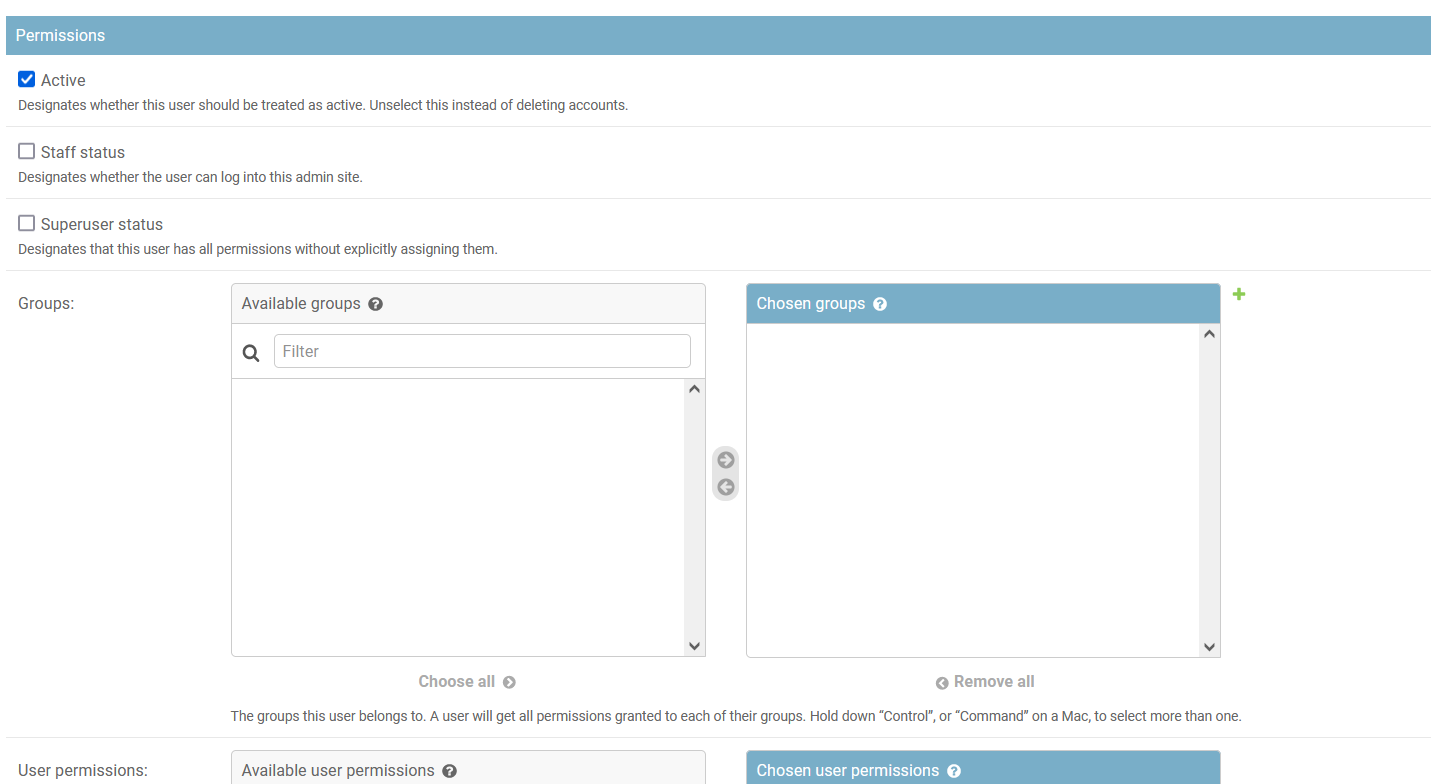 Permissions
Active
Designates whether this user should be treated as active. Unselect this instead of deleting accounts.
Staff status
Designates whether the user can log into this admin site.
Superuser status
Designates that this user has all permissions without explicitly assigning them.
Groups:
Available groups
Filter
Choose all
Chosen groups
Remove all
The groups this user belongs to. A user will get all permissions granted to each of their groups. Hold down “Control”, or “Command” on a Mac, to select more than one.
User permissions:
Available user permissions
Chosen user permissions